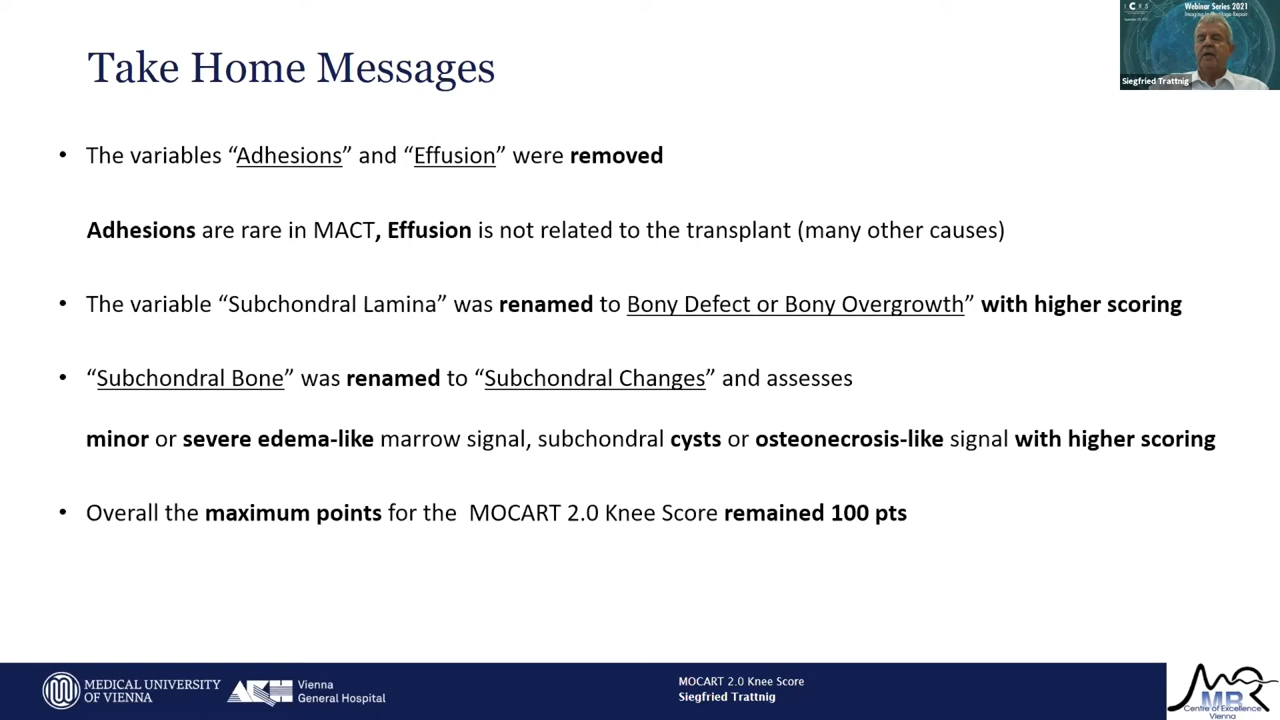 ICRS
Webinar Series 2021
Take Home Messages
Siegfried Trattnig
• The variables “Adhesions” and “Effusion” were removed
Adhesions are rare in MACT, Effusion is not related to the transplant (many other causes)
• The variable “Subchondral Lamina” was renamed to Bony Defect or Bony Overgrowth” with higher scoring
• “Subchondral Bone” was renamed to “Subchondral Changes” and assesses
minor or severe edema-like marrow signal, subchondral cysts or osteonecrosis-like signal with higher scoring
• Overall the maximum points for the MOCART 2.0 Knee Score remained 100 pts
MEDICAL UNIVERSITY
OF VIENNA
Vienna
General Hospital
MOCART 2.0 Knee Score
Siegfried Trattnig
MR
Centre of Excellence
Vienna